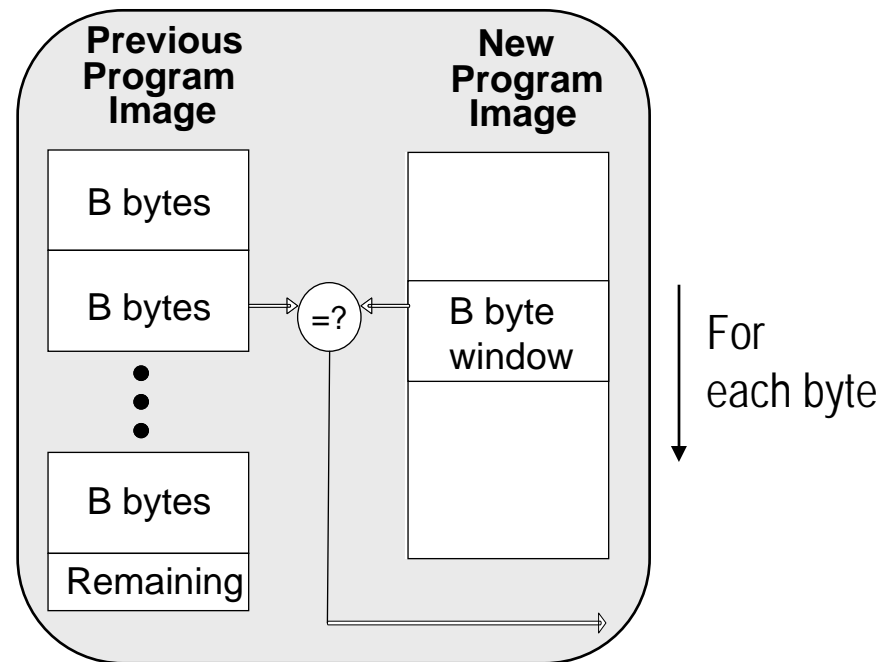 Previous
Program
Image
New
Program
Image
B bytes
B bytes
B bytes
Remaining
=?
B byte
window
For
each byte